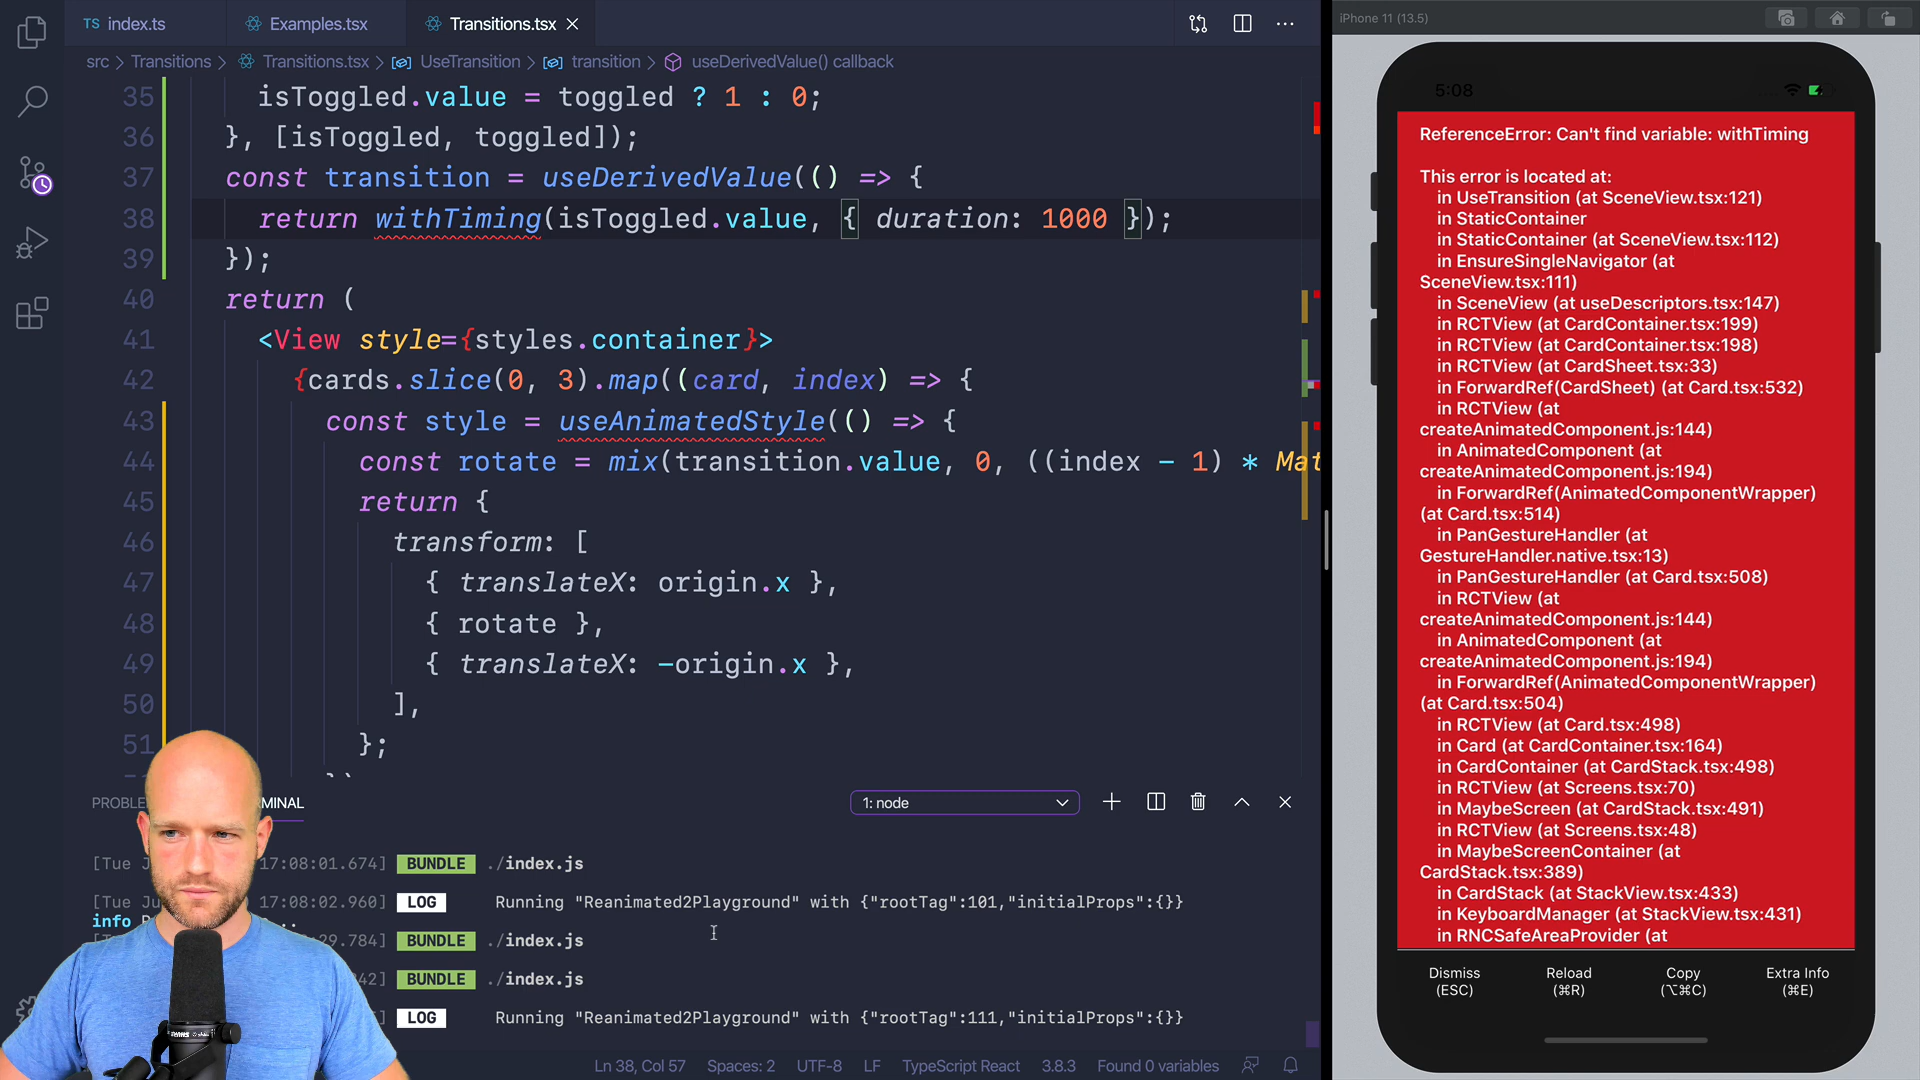 TS index.ts
Examples.tsx
Transitions.tsx
src > Transitions > Transitions.tsx > UseTransition > transition > useDerivedValue() callback
35 isToggled.value = toggled ? 1 : 0;
36 }, [isToggled, toggled]);
37 const transition = useDerivedValue(() => {
38 return withTiming(isToggled.value, { duration: 1000 });
39 });
40 return (
41 <View style={styles.container}>
42 {cards.slice(0, 3).map((card, index) => {
43 const style = useAnimatedStyle(() => {
44 const rotate = mix(transition.value, 0, ((index - 1) * Mat
45 return {
46 transform: [
47 { translateX: origin.x },
48 { rotate },
49 { translateX: -origin.x },
50 ],
51 };
PROBLE MINAL
1: node
[Tue J 17:08:01.674] BUNDLE ./index.js
[Tue J 17:08:02.960] LOG Running "Reanimated2Playground" with {"rootTag":101,"initialProps":{}}
info
29.784] BUNDLE ./index.js
42] BUNDLE ./index.js
LOG Running "Reanimated2Playground" with {"rootTag":111,"initialProps":{}}
Ln 38, Col 57 Spaces: 2 UTF-8 LF TypeScript React 3.8.3 Found 0 variables
iPhone 11 (13.5)
5:08
ReferenceError: Can't find variable: withTiming
This error is located at:
in UseTransition (at SceneView.tsx:121)
in StaticContainer
in StaticContainer (at SceneView.tsx:112)
in EnsureSingleNavigator (at
SceneView.tsx:111)
in SceneView (at useDescriptors.tsx:147)
in RCTView (at CardContainer.tsx:199)
in RCTView (at CardContainer.tsx:198)
in RCTView (at CardSheet.tsx:33)
in ForwardRef(CardSheet) (at Card.tsx:532)
in RCTView (at
createAnimatedComponent.js:144)
in AnimatedComponent (at
createAnimatedComponent.js:194)
in ForwardRef(AnimatedComponentWrapper)
(at Card.tsx:514)
in PanGestureHandler (at
GestureHandler.native.tsx:13)
in PanGestureHandler (at Card.tsx:508)
in RCTView (at
createAnimatedComponent.js:144)
in AnimatedComponent (at
createAnimatedComponent.js:194)
in ForwardRef(AnimatedComponentWrapper)
(at Card.tsx:504)
in RCTView (at Card.tsx:498)
in Card (at CardContainer.tsx:164)
in CardContainer (at CardStack.tsx:498)
in RCTView (at Screens.tsx:70)
in MaybeScreen (at CardStack.tsx:491)
in RCTView (at Screens.tsx:48)
in MaybeScreenContainer (at
CardStack.tsx:389)
in CardStack (at StackView.tsx:433)
in KeyboardManager (at StackView.tsx:431)
in RNCSafeAreaProvider (at
Dismiss
(ESC)
Reload
(⌘R)
Copy
(⌥⌘C)
Extra Info
(⌘E)